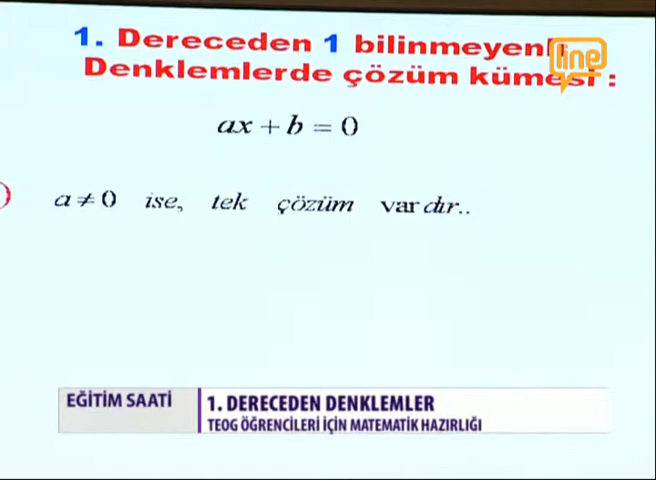 1. Dereceden 1 bilinmeyenli
Denklemlerde çözüm kümesi :
line
ax + b = 0
) a ≠ 0 ise, tek çözüm vardır..
EĞİTİM SAATİ
1. DERECEDEN DENKLEMLER
TEOG ÖĞRENCİLERİ İÇİN MATEMATİK HAZIRLIĞI